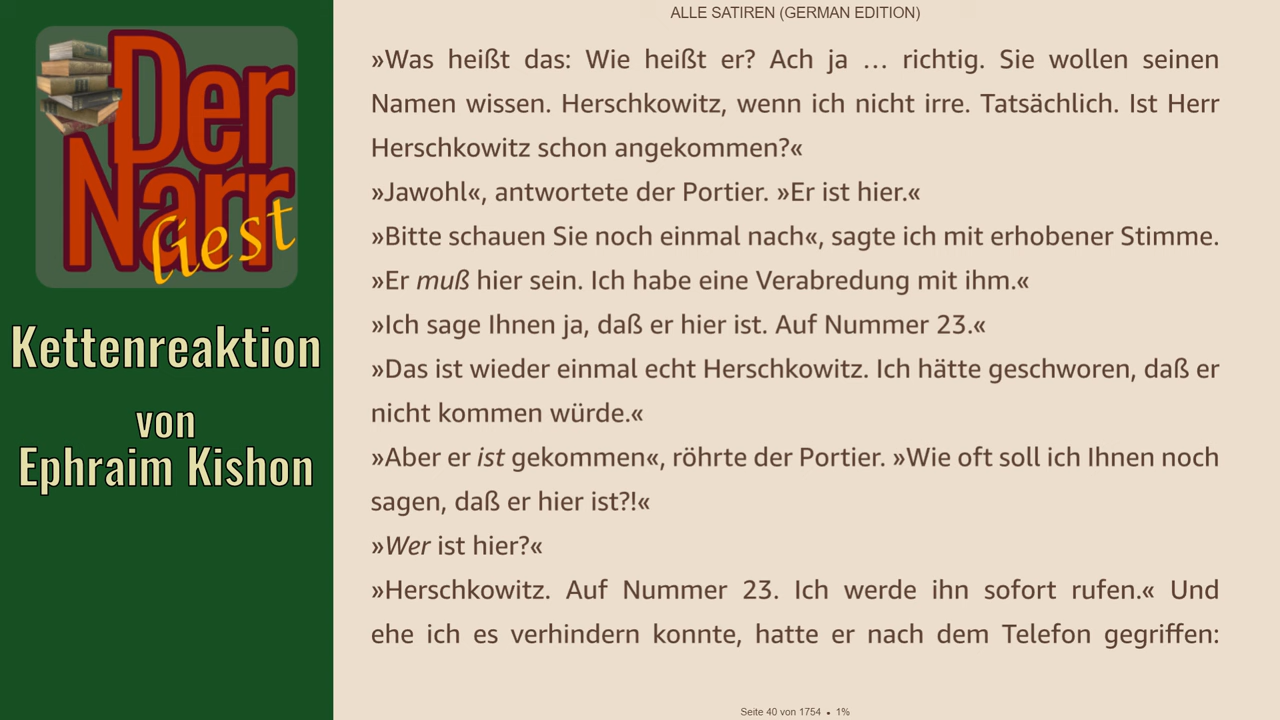 Der
Narr
liest
Kettenreaktion
von
Ephraim Kishon
ALLE SATIREN (GERMAN EDITION)
»Was heißt das: Wie heißt er? Ach ja … richtig. Sie wollen seinen
Namen wissen. Herschkowitz, wenn ich nicht irre. Tatsächlich. Ist Herr
Herschkowitz schon angekommen?«
»Jawohl«, antwortete der Portier. »Er ist hier.«
»Bitte schauen Sie noch einmal nach«, sagte ich mit erhobener Stimme.
»Er muß hier sein. Ich habe eine Verabredung mit ihm.«
»Ich sage Ihnen ja, daß er hier ist. Auf Nummer 23.«
»Das ist wieder einmal echt Herschkowitz. Ich hätte geschworen, daß er
nicht kommen würde.«
»Aber er ist gekommen«, röhrte der Portier. »Wie oft soll ich Ihnen noch
sagen, daß er hier ist?!«
»Wer ist hier?«
»Herschkowitz. Auf Nummer 23. Ich werde ihn sofort rufen.« Und
ehe ich es verhindern konnte, hatte er nach dem Telefon gegriffen:
Seite 40 von 1754 • 1%